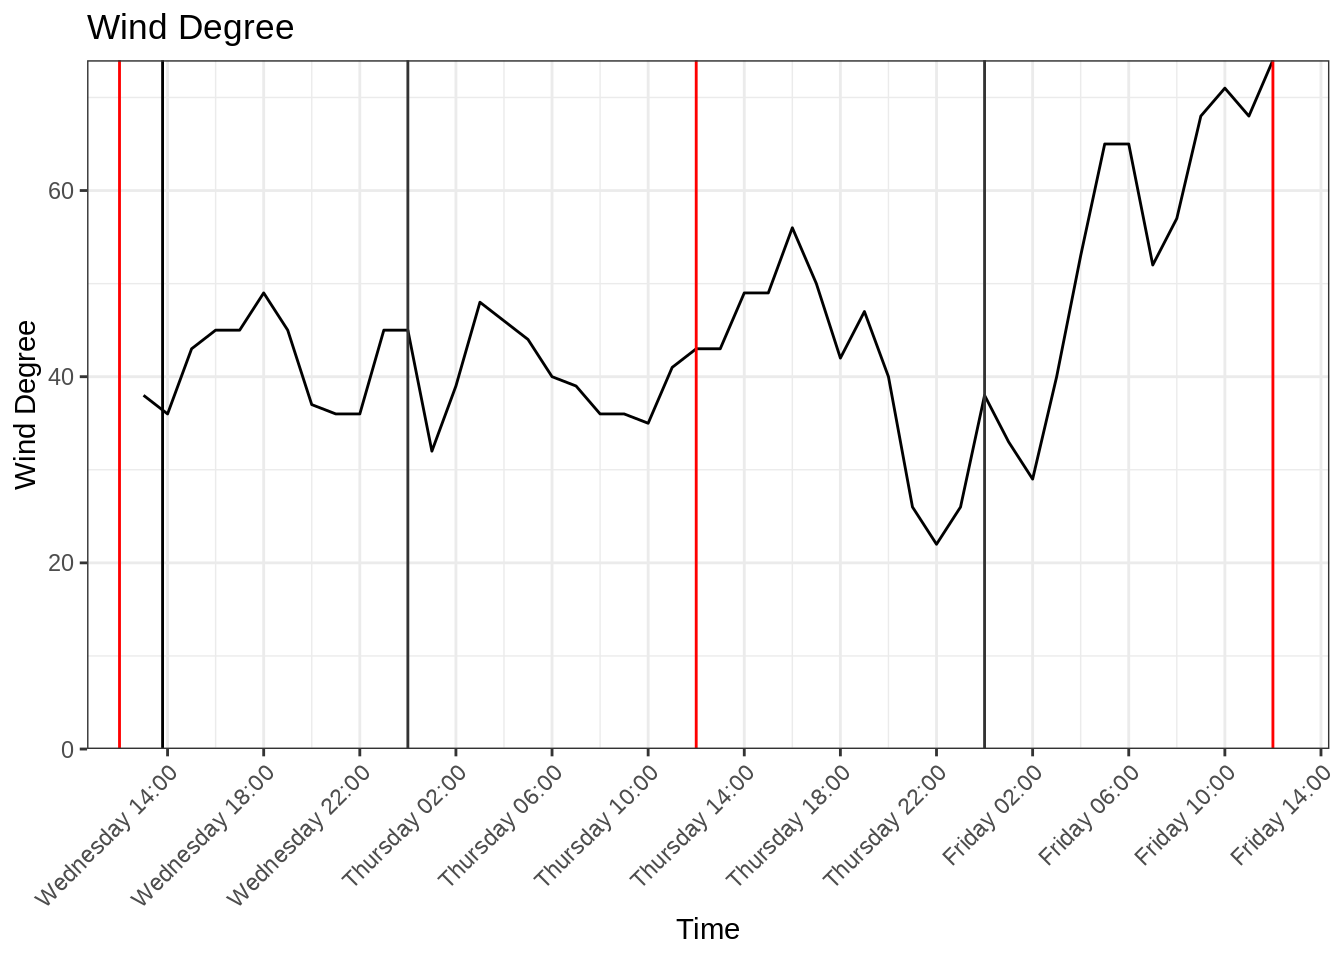 Wind Degree
Wind Degree
60
40
20
0
Wednesday 14:00
Wednesday 18:00
Wednesday 22:00
Thursday 02:00
Thursday 06:00
Thursday 10:00
Thursday 14:00
Thursday 18:00
Thursday 22:00
Friday 02:00
Friday 06:00
Friday 10:00
Friday 14:00
Time